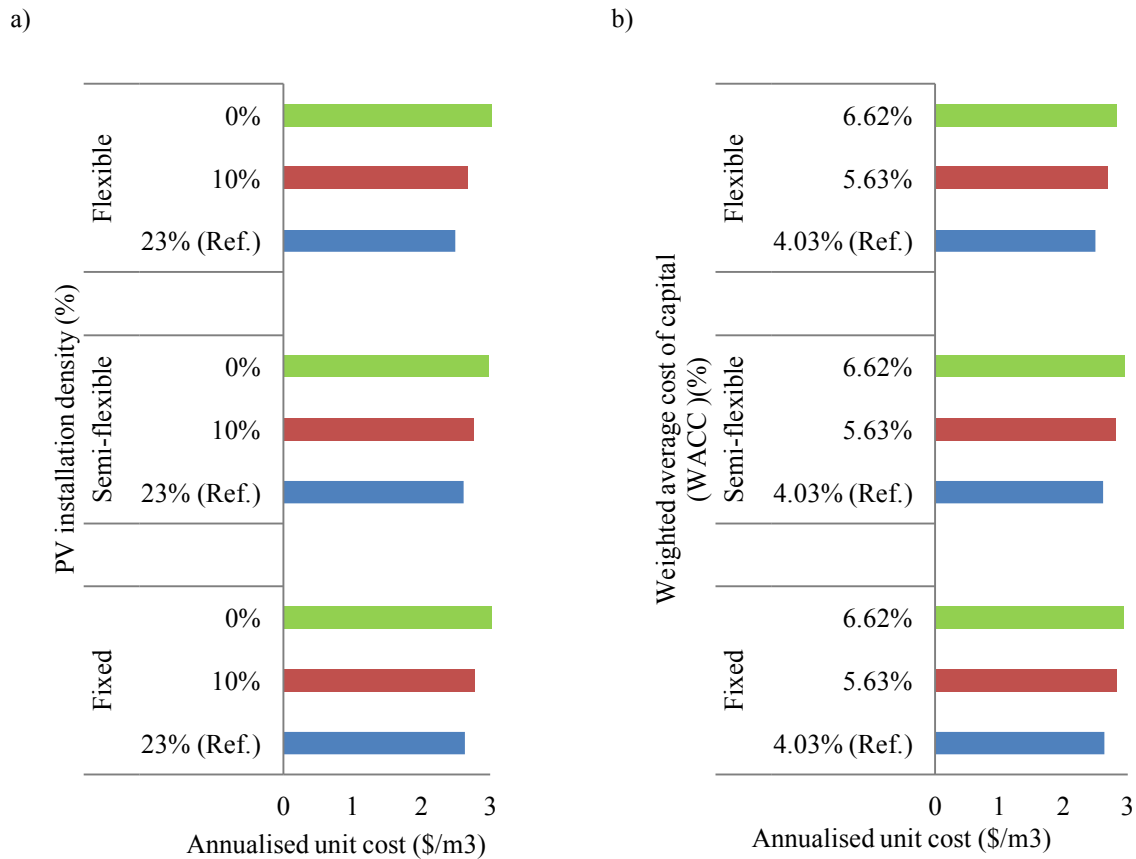 a)
PV installation density (%)
Flexible
0%
10%
23% (Ref.)
Semi-flexible
0%
10%
23% (Ref.)
Fixed
0%
10%
23% (Ref.)
0 1 2 3
Annualised unit cost ($/m3)
b)
Weighted average cost of capital
(WACC )(%)
Flexible
6.62%
5.63%
4.03% (Ref.)
Semi-flexible
6.62%
5.63%
4.03% (Ref.)
Fixed
6.62%
5.63%
4.03% (Ref.)
0 1 2 3
Annualised unit cost ($/m3)